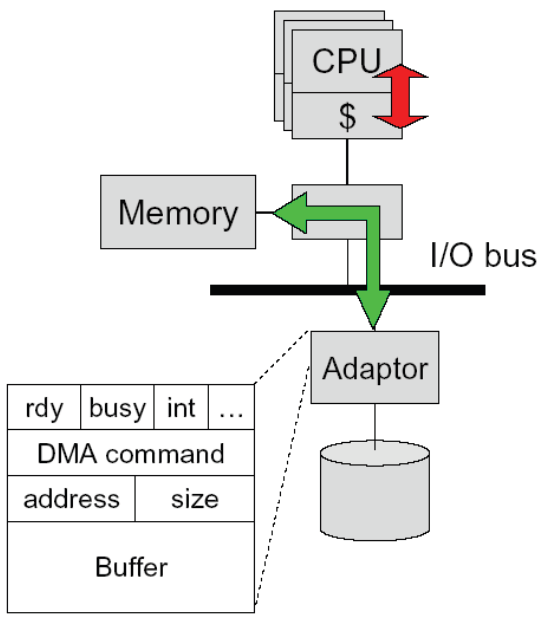 CPU
$
Memory
I/O bus
Adaptor
rdy busy int ...
DMA command
address size
Buffer